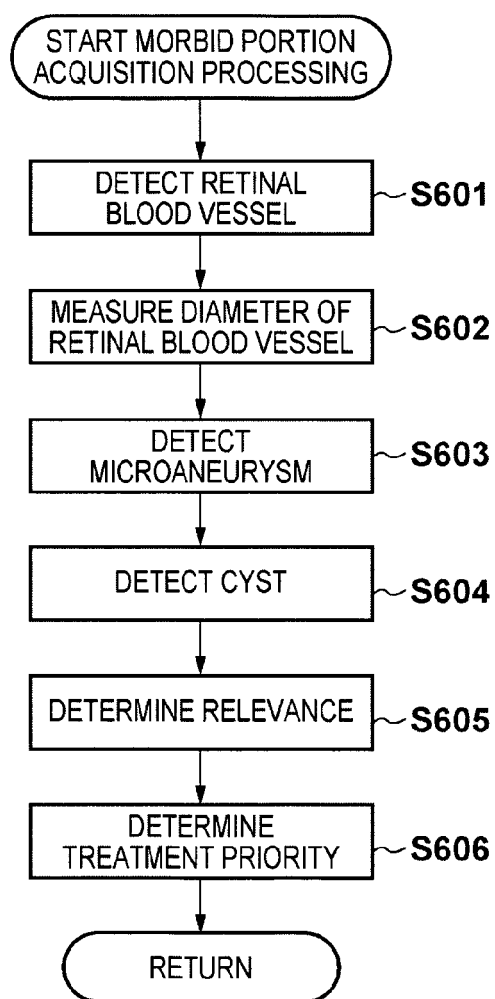 START MORBID PORTION
ACQUISITION PROCESSING
DETECT RETINAL
BLOOD VESSEL
S601
MEASURE DIAMETER OF
RETINAL BLOOD VESSEL
S602
DETECT
MICROANEURYSM
S603
DETECT CYST
S604
DETERMINE RELEVANCE
S605
DETERMINE
TREATMENT PRIORITY
S606
RETURN